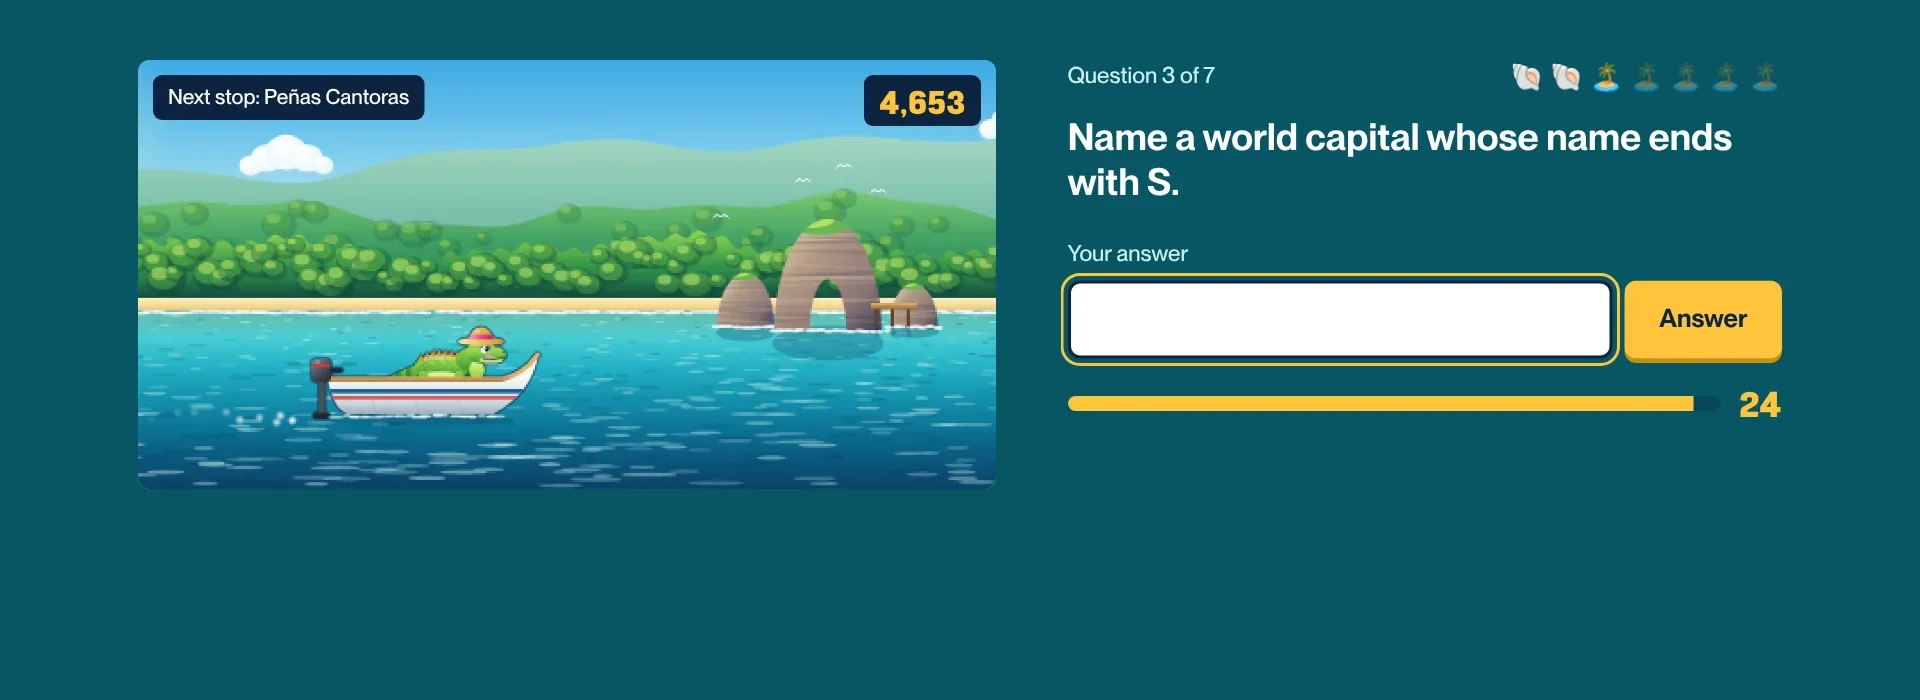 Next stop: Peñas Cantoras
4,653
Question 3 of 7
Name a world capital whose name ends
with S.
Your answer
Answer
24